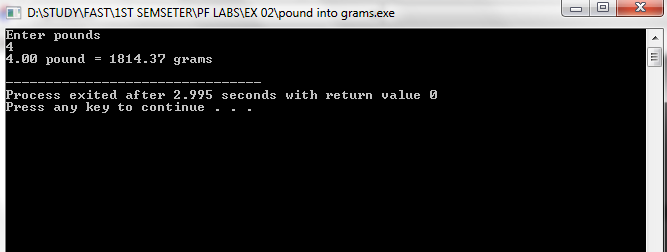 D:\STUDY\FAST\1ST SEMSETER\PF LABS\EX 02\pound into grams.exe
Enter pounds
4
4.00 pound = 1814.37 grams
--------------------------------
Process exited after 2.995 seconds with return value 0
Press any key to continue . . .